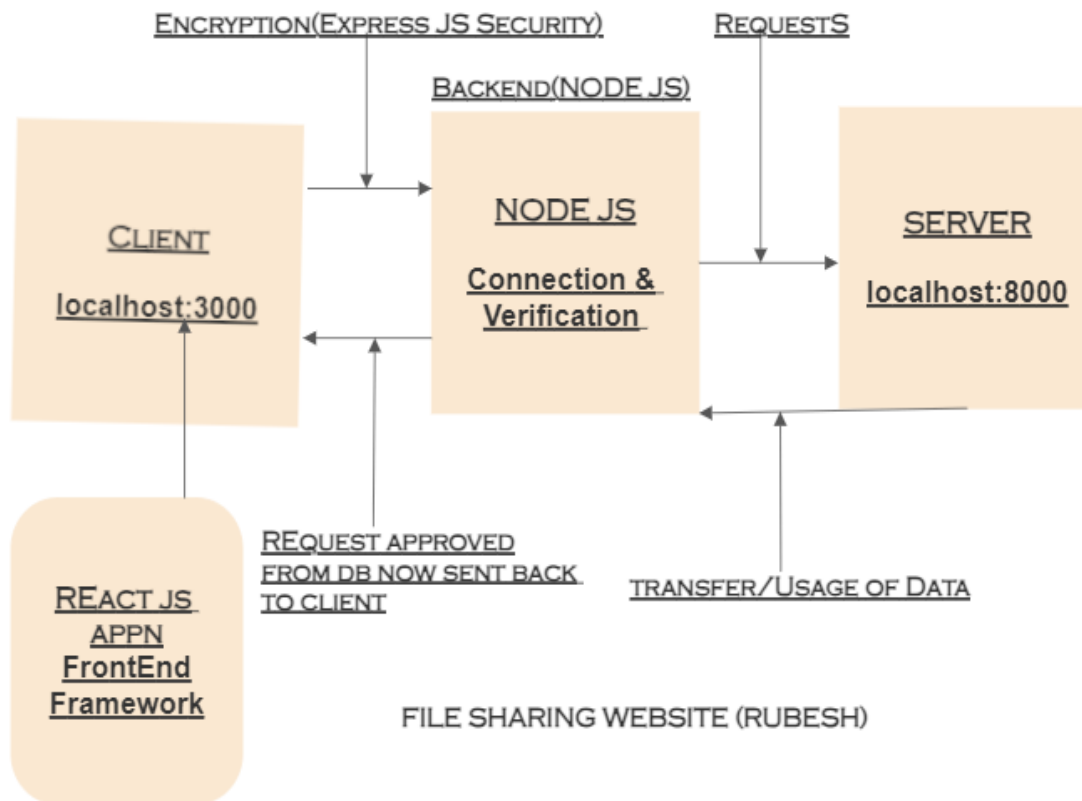 Encryption(Express JS Security)
RequestS
Backend(NODE JS)
Client
localhost:3000
NODE JS
Connection &
Verification
SERVER
localhost:8000
REquest approved
from db now sent back
to client
transfer/Usage of Data
REact js
appn
FrontEnd
Framework
FILE SHARING WEBSITE (RUBESH)